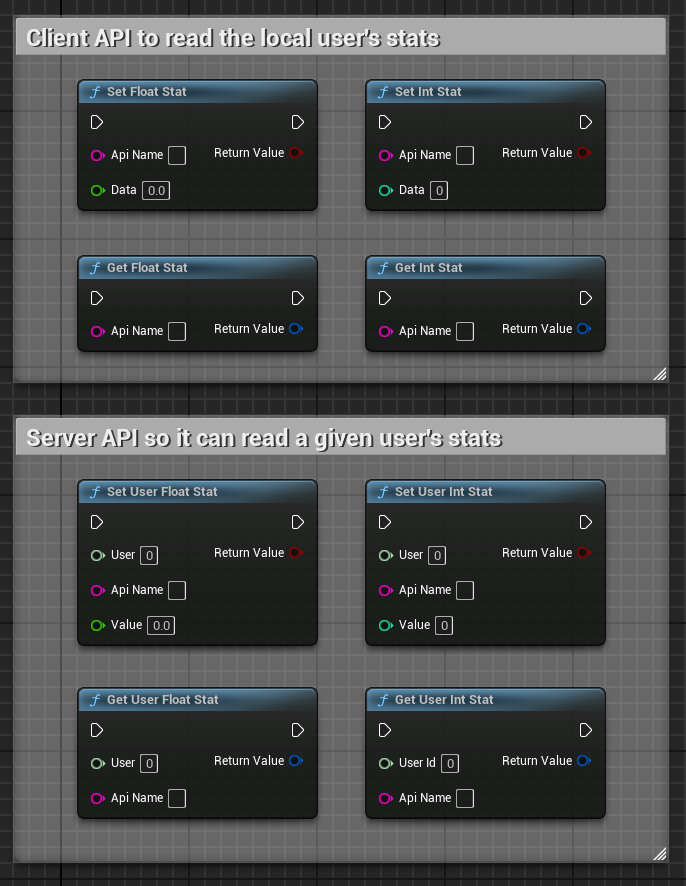 Client API to read the local user's stats
Set Float Stat
Api Name
Return Value
Data 0.0
Set Int Stat
Api Name
Return Value
Data 0
Get Float Stat
Api Name
Return Value
Get Int Stat
Api Name
Return Value
Server API so it can read a given user's stats
Set User Float Stat
User 0
Return Value
Api Name
Value 0.0
Set User Int Stat
User 0
Return Value
Api Name
Value 0
Get User Float Stat
User 0
Return Value
Api Name
Get User Int Stat
User Id 0
Return Value
Api Name